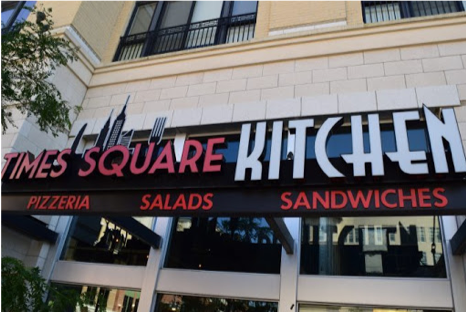 TIMES SQUARE KITCHEN
PIZZERIA SALADS SANDWICHES